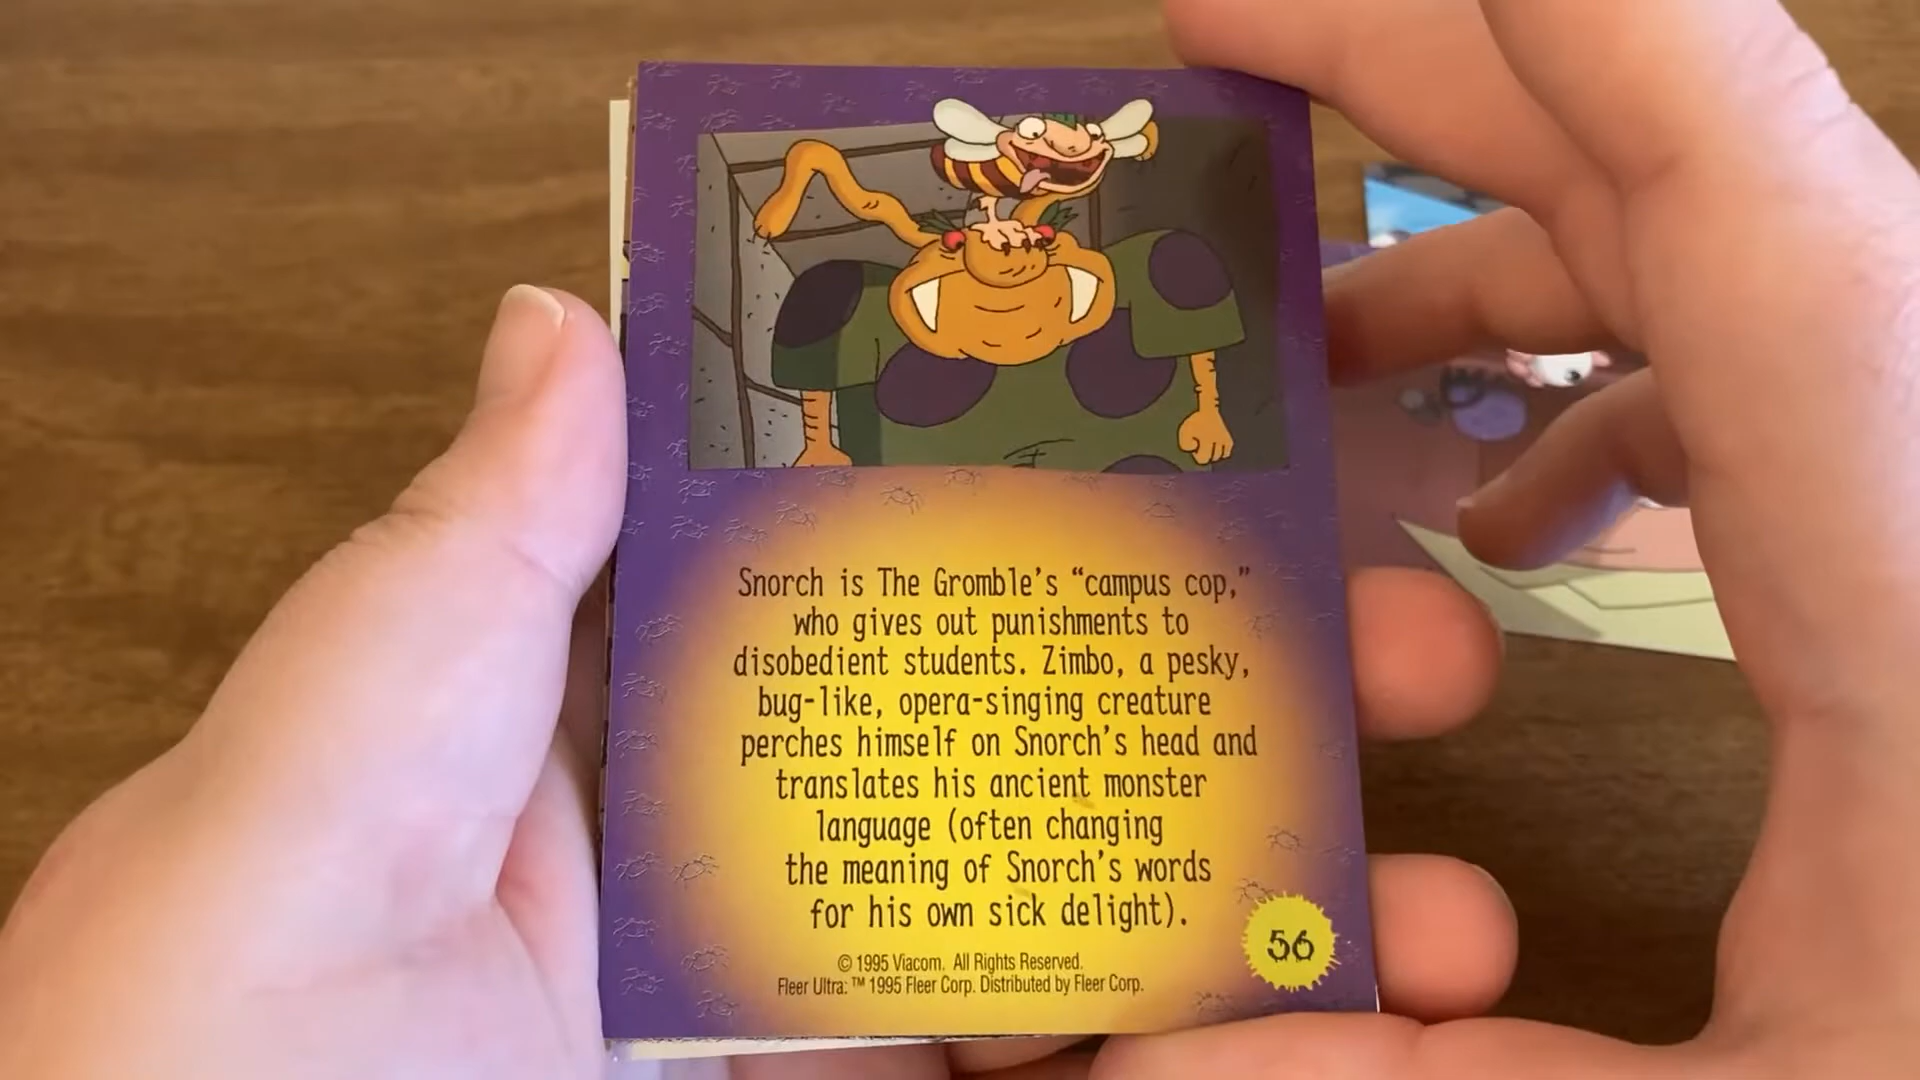 Snorch is The Gromble's “campus cop,”
who gives out punishments to
disobedient students. Zimbo, a pesky,
bug-like, opera-singing creature
perches himself on Snorch's head and
translates his ancient monster
language (often changing
the meaning of Snorch's words
for his own sick delight).
56
© 1995 Viacom. All Rights Reserved.
Fleer Ultra: ™ 1995 Fleer Corp. Distributed by Fleer Corp.